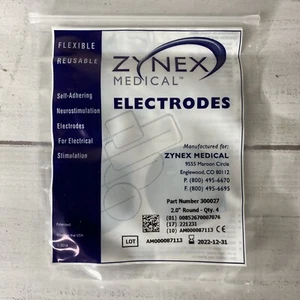 FLEXIBLE
REUSABLE
Self-Adhering
Neurostimulation
Electrodes
For Electrical
Stimulation
ZYNEX
MEDICAL™
ELECTRODES
Manufactured for:
ZYNEX MEDICAL
9555 Maroon Circle
Englewood, CO 80112
P. (800) 495-6670
F. (800) 495-6695
Part Number 300027
2.0" Round - Qty. 4
(01) 00852670007076
(17) 221231
(10) AM000087113
LOT AM000087113 2022-12-31